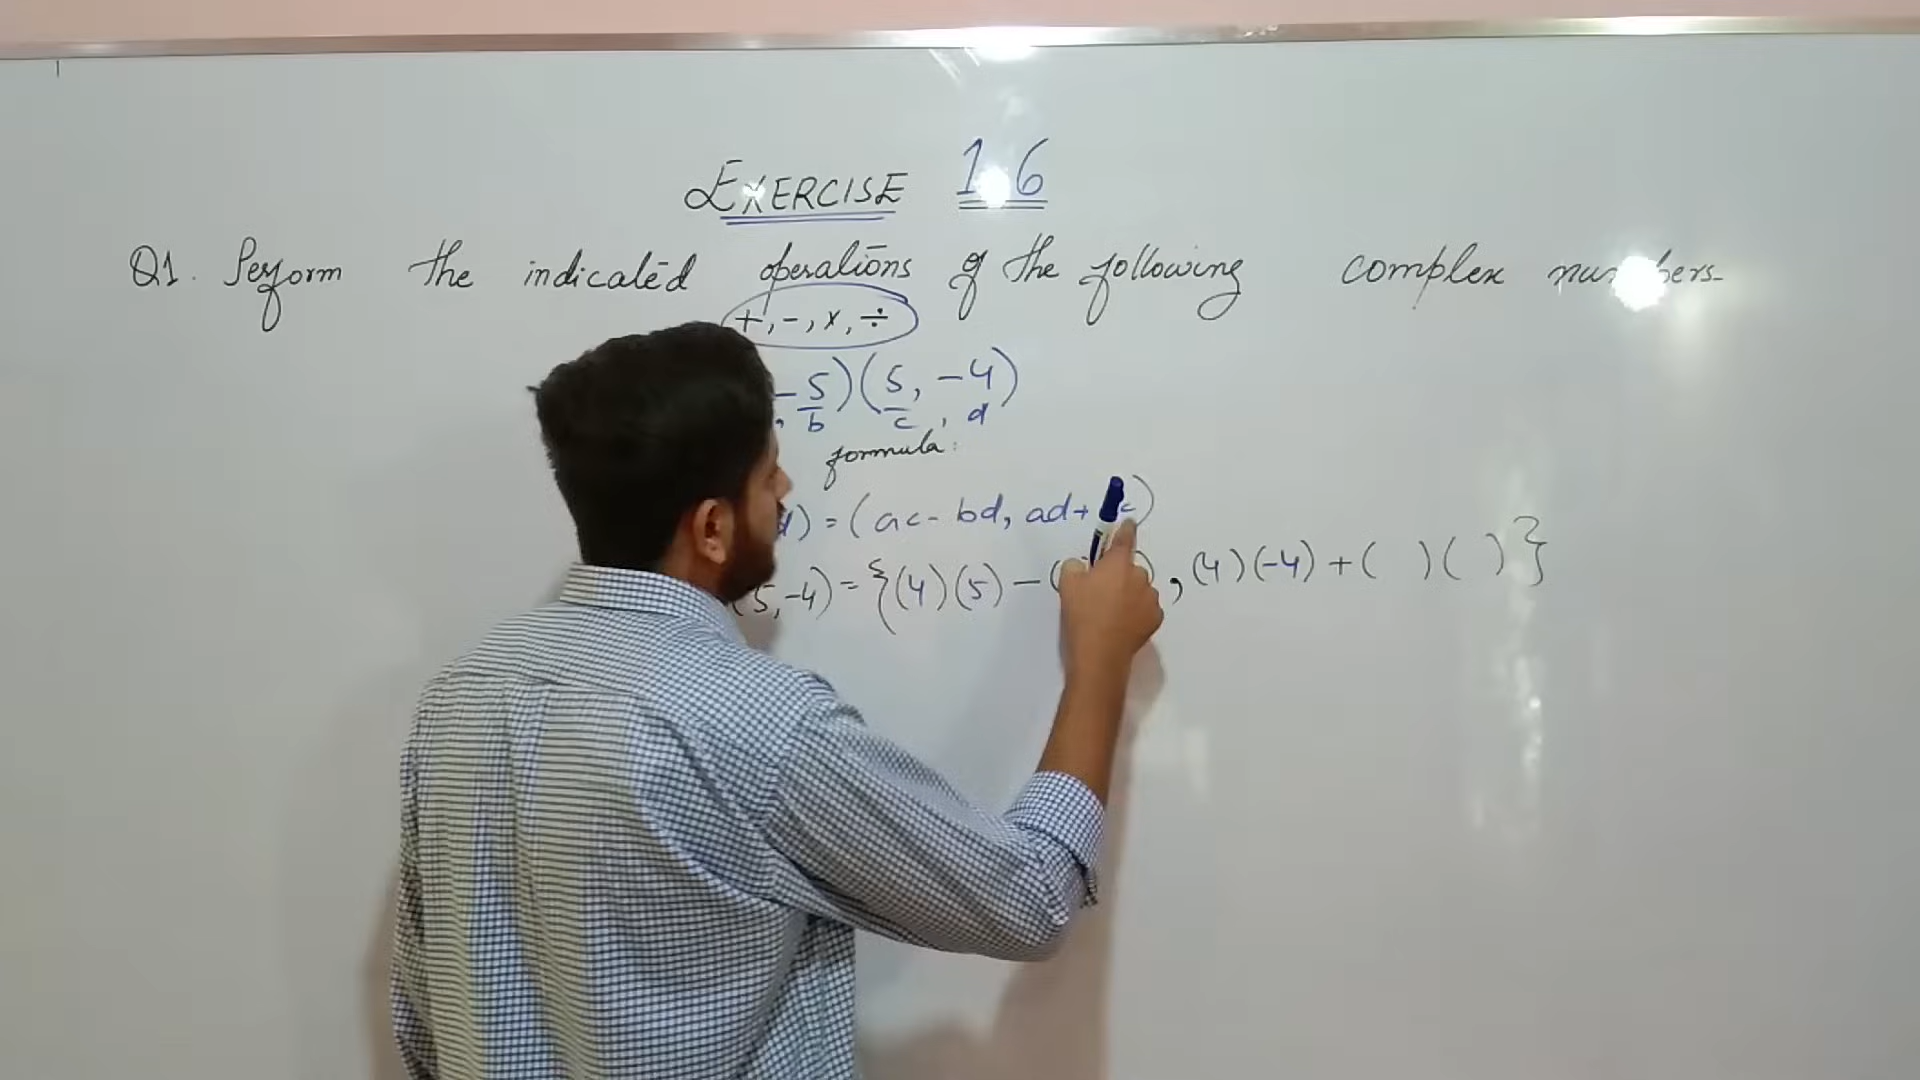 EXERCISE 1.6
Q1. Perform the indicated operations of the following complex numbers.
+, -, x, ÷
, -5)(5, -4)
b c , d
formula:
) = (ac - bd, ad+ c)
(5,-4) = {(4)(5) - ( ), (4)(-4) + ( )( )}